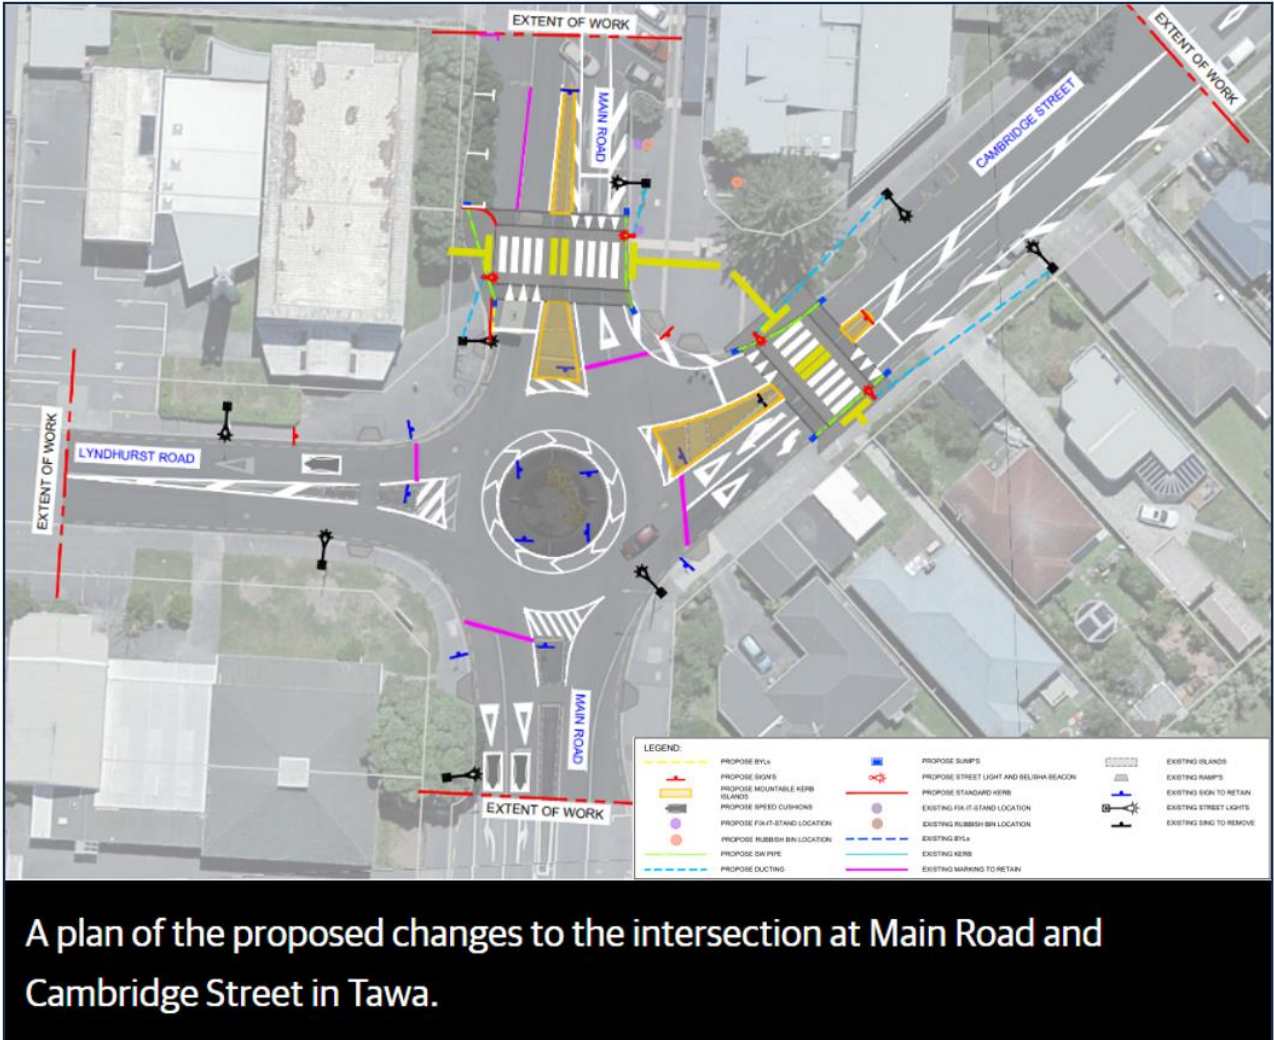 EXTENT OF WORK
EXTENT OF WORK
MAIN ROAD
CAMBRIDGE STREET
LYNDHURST ROAD
EXTENT OF WORK
MAIN ROAD
EXTENT OF WORK
LEGEND:
PROPOSE BYLs
PROPOSE SIGN'S
PROPOSE MOUNTABLE KERB
ISLANDS
PROPOSE SPEED CUSHIONS
PROPOSE FIX-IT-STAND LOCATION
PROPOSE RUBBISH BIN LOCATION
PROPOSE SW PIPE
PROPOSE DUCTING
PROPOSE SUMP'S
PROPOSE STREET LIGHT AND BELISHA BEACON
PROPOSE STANDARD KERB
EXISTING FIX-IT-STAND LOCATION
EXISTING RUBBISH BIN LOCATION
EXISTING BYLs
EXISTING KERB
EXISTING MARKING TO RETAIN
EXISTING ISLANDS
EXISTING RAMP'S
EXISTING SIGN TO RETAIN
EXISTING STREET LIGHTS
EXISTING SING TO REMOVE
A plan of the proposed changes to the intersection at Main Road and
Cambridge Street in Tawa.